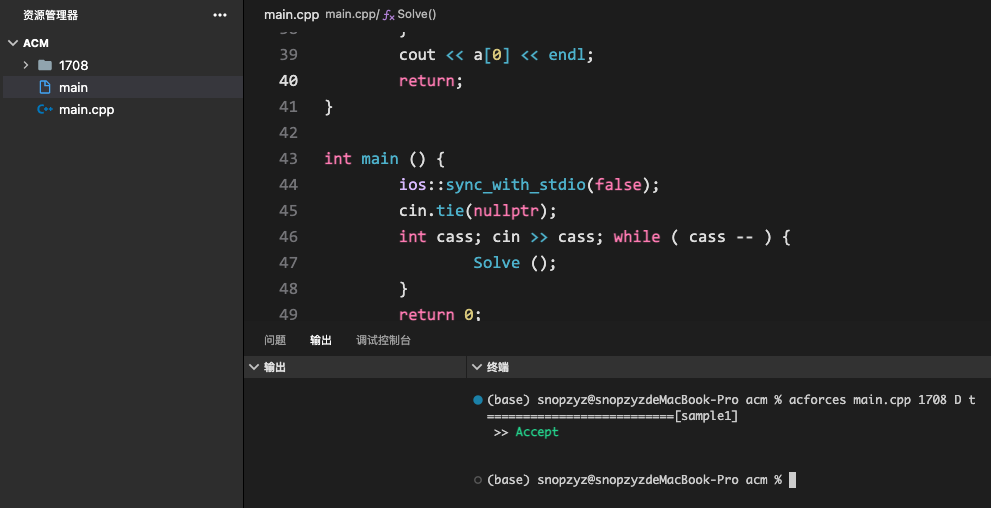 资源管理器 ···
ACM
1708
main
main.cpp
main.cpp main.cpp/ Solve()
39 cout << a[0] << endl;
40 return;
41 }
42
43 int main () {
44 ios::sync_with_stdio(false);
45 cin.tie(nullptr);
46 int cass; cin >> cass; while ( cass -- ) {
47 Solve ();
48 }
49 return 0;
问题 输出 调试控制台
输出
终端
(base) snopzyz@snopzyzdeMacBook-Pro acm % acforces main.cpp 1708 D t
==========================[sample1]
>> Accept
(base) snopzyz@snopzyzdeMacBook-Pro acm %